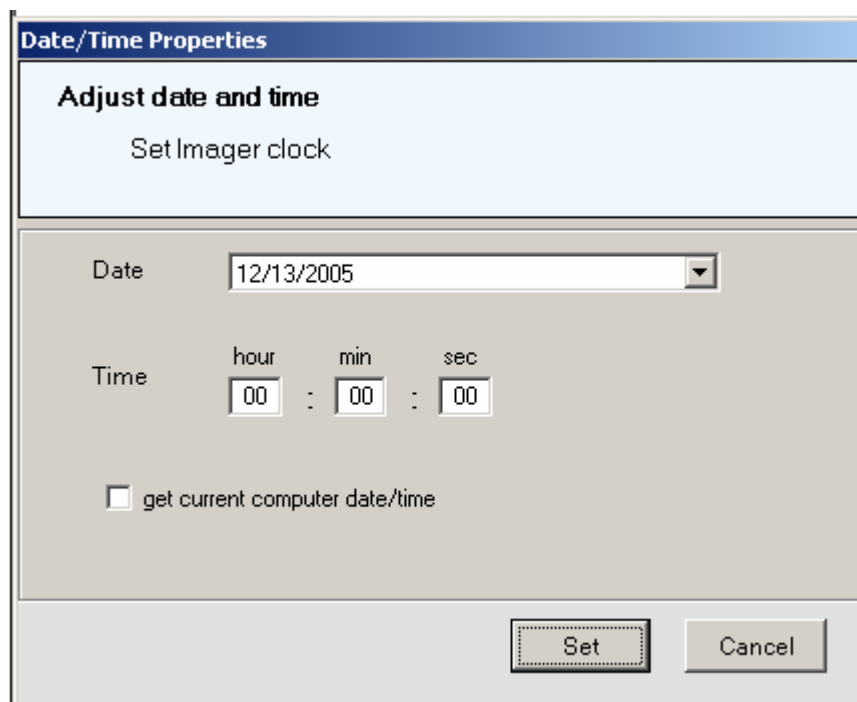 Date/Time Properties
Adjust date and time
Set Imager clock
Date 12/13/2005
hour min sec
Time 00 : 00 : 00
get current computer date/time
Set Cancel